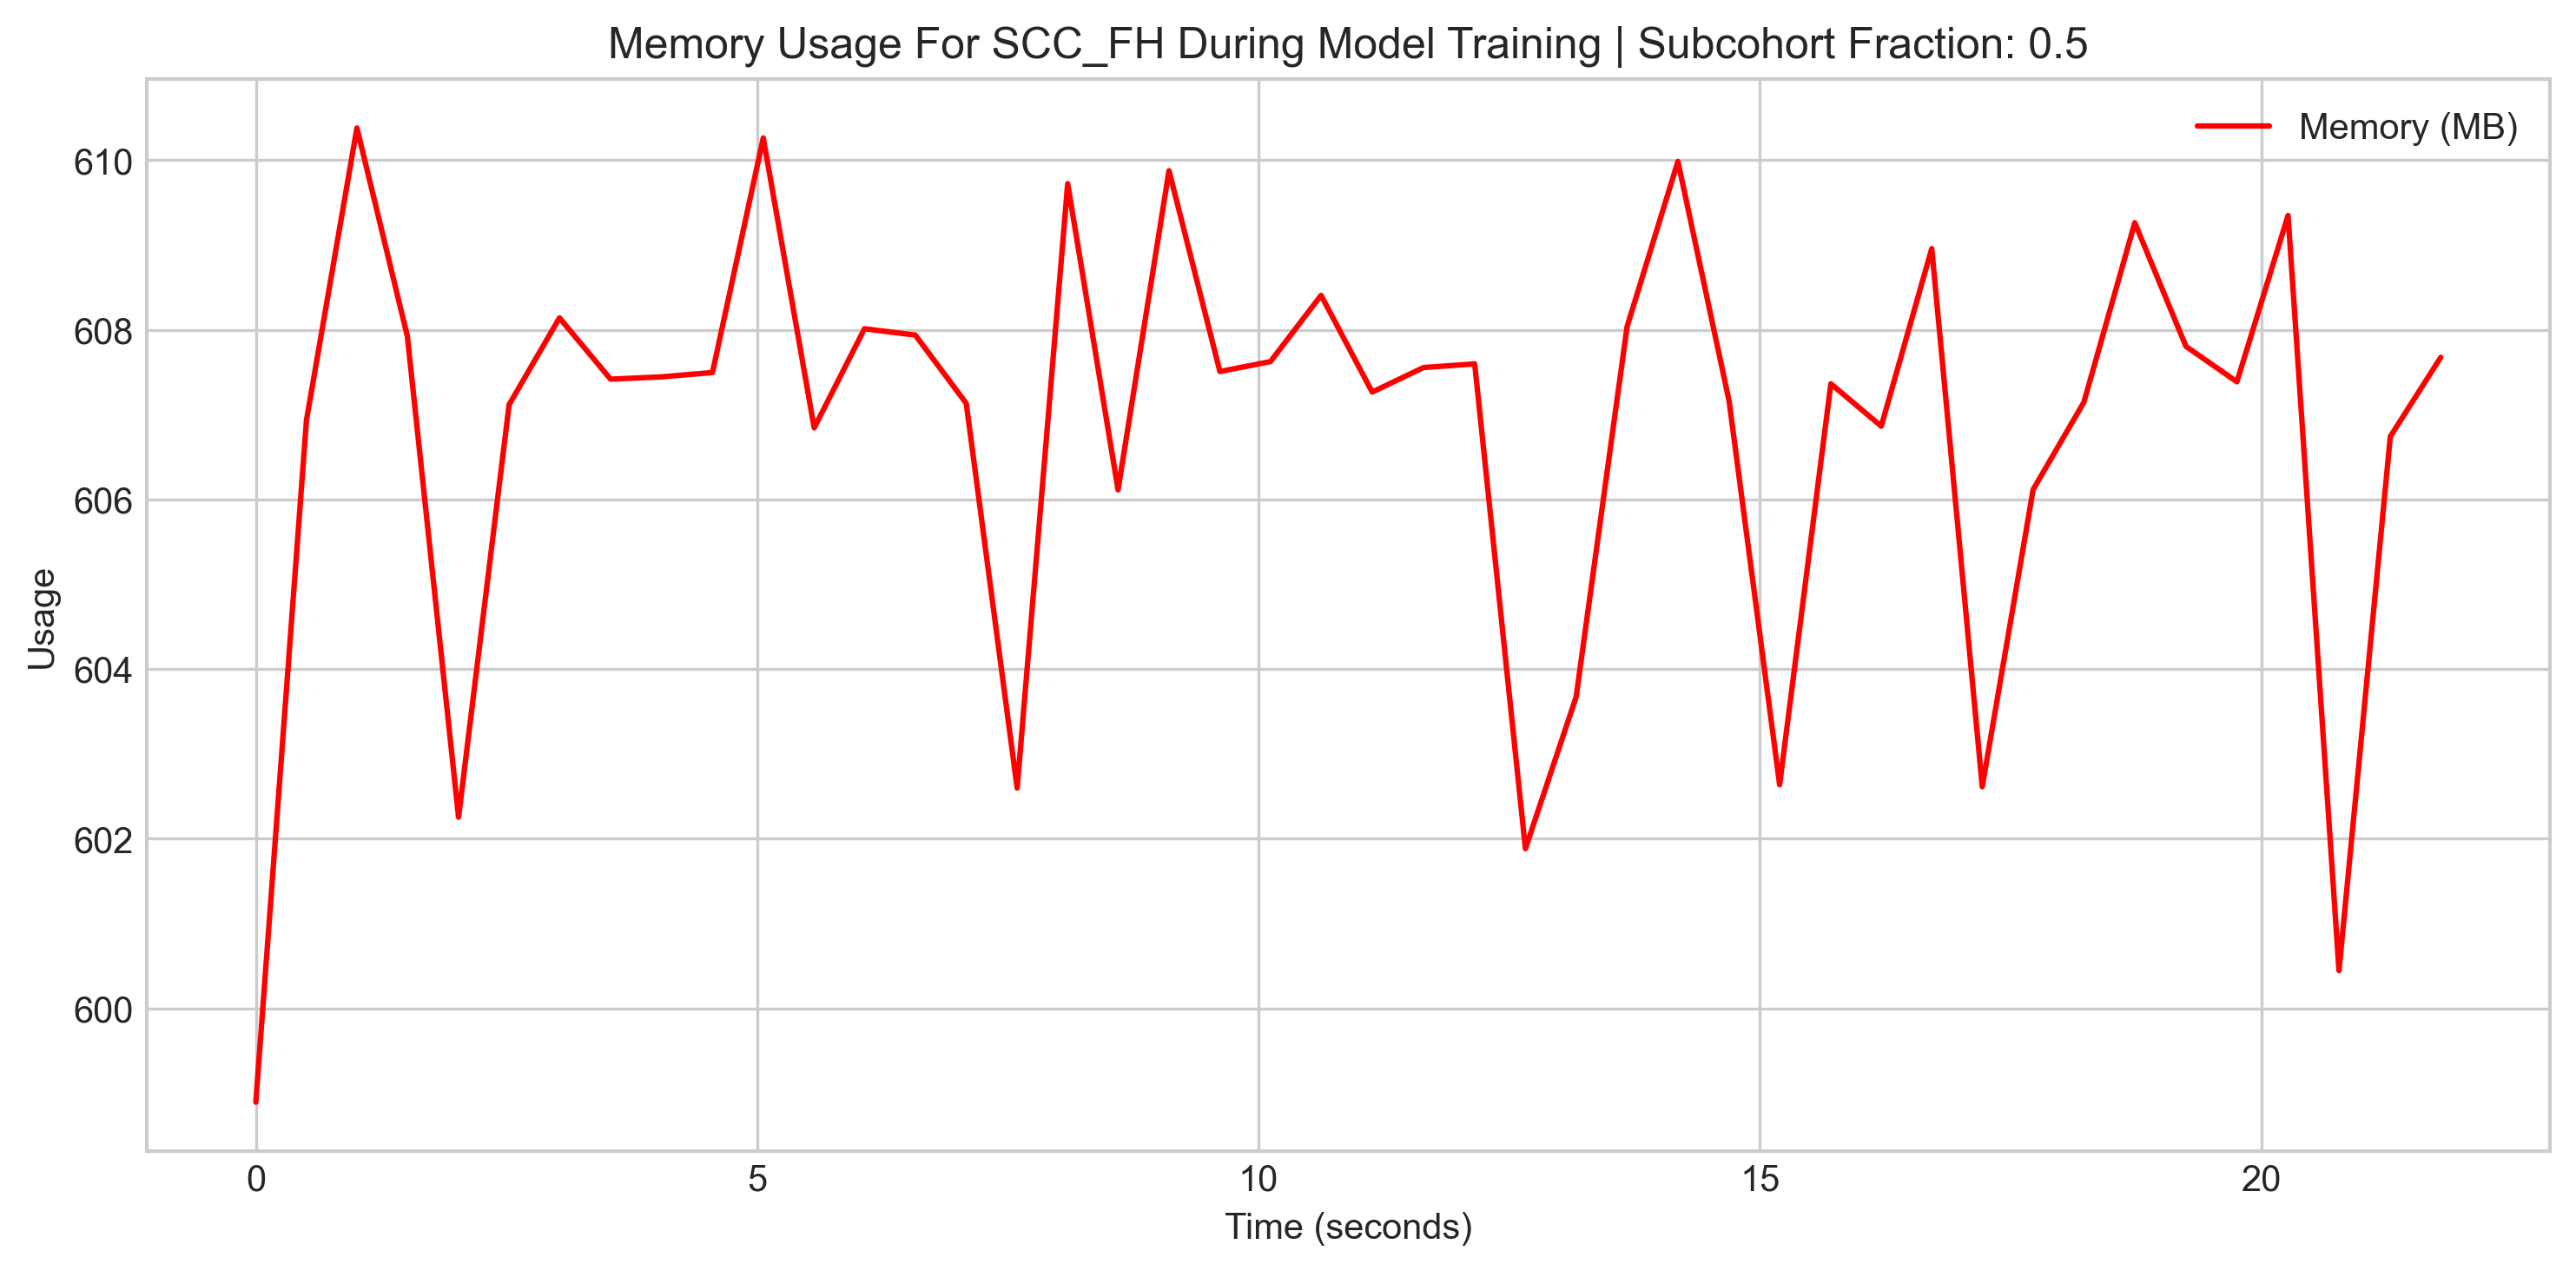 Memory Usage For SCC_FH During Model Training | Subcohort Fraction: 0.5
Memory (MB)
610
608
606
604
602
600
Usage
0 5 10 15 20
Time (seconds)